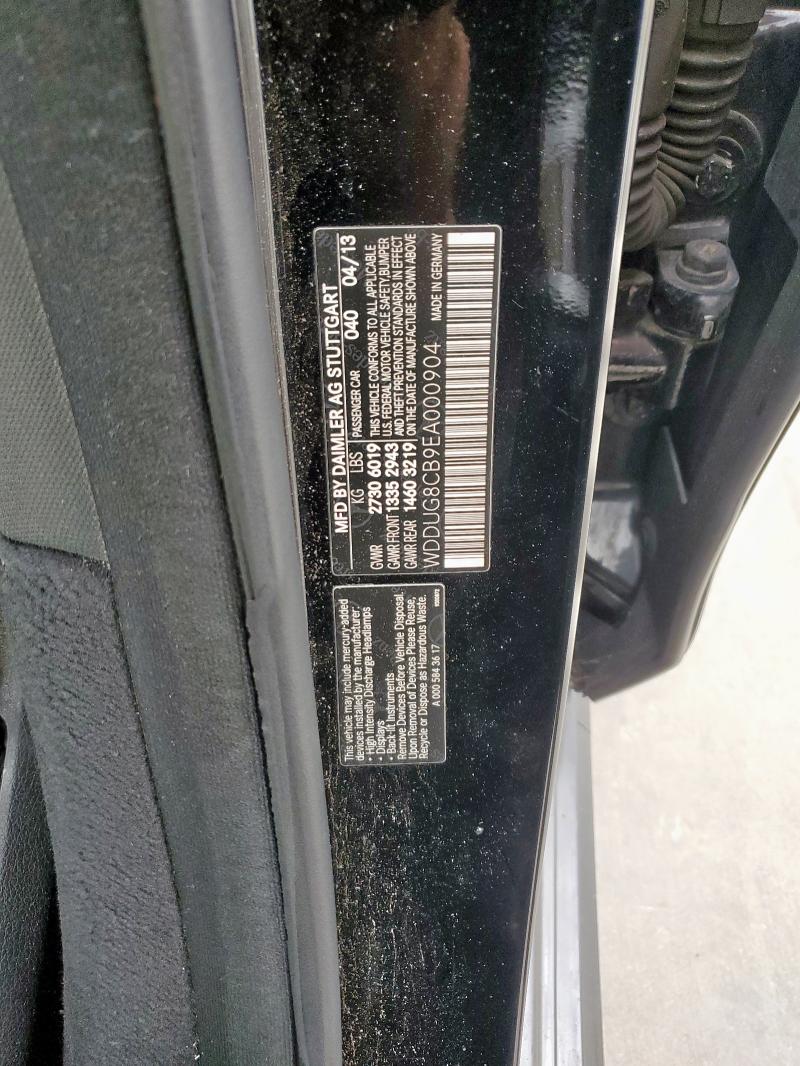 MFD BY DAIMLER AG STUTTGART
KG LBS PASSENGER CAR 040 04/13
GVWR 2730 6019 THIS VEHICLE CONFORMS TO ALL APPLICABLE
GAWR FRONT 1335 2943 U.S. FEDERAL MOTOR VEHICLE SAFETY, BUMPER
AND THEFT PREVENTION STANDARDS IN EFFECT
GAWR REAR 1460 3219 ON THE DATE OF MANUFACTURE SHOWN ABOVE
WDDUG8CB9EA000904 MADE IN GERMANY
This vehicle may include mercury-added
devices installed by the manufacturer:
• High Intensity Discharge Headlamps
• Displays
• Back-lit Instruments
Remove Devices Before Vehicle Disposal.
Upon Removal of Devices Please Reuse,
Recycle or Dispose as Hazardous Waste.
A 000 584 36 17